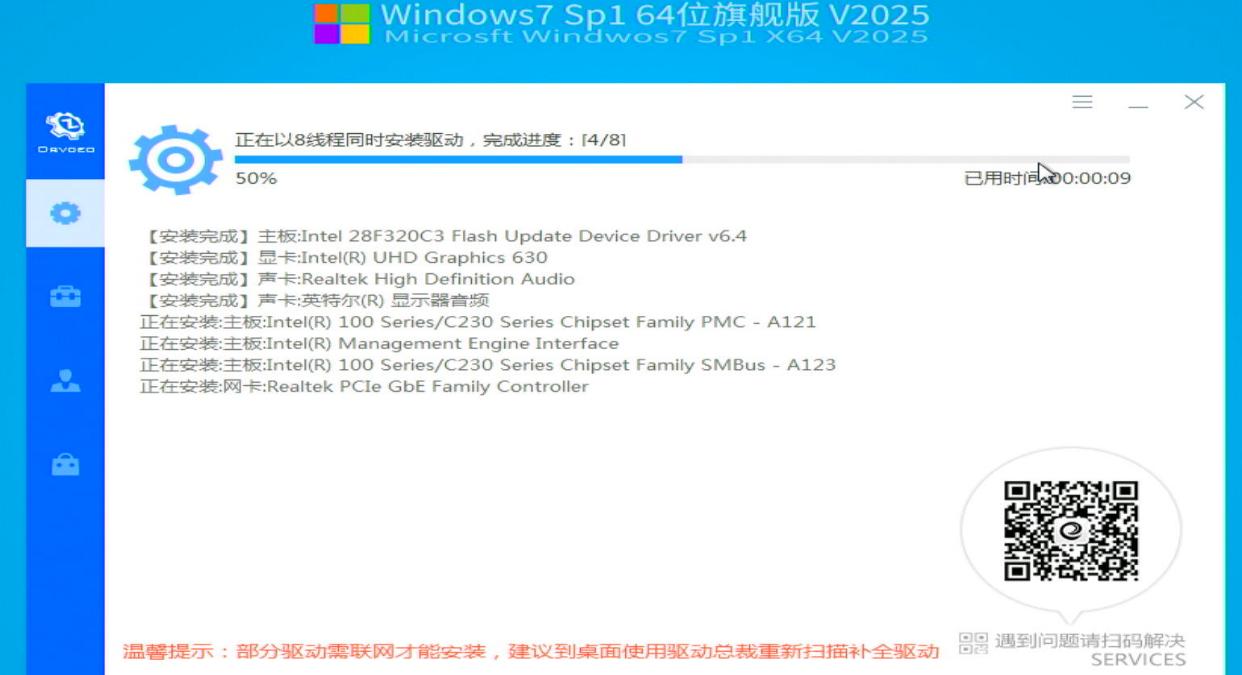 Windows7 Sp1 64位旗舰版 V2025
Microsft Windwos7 Sp1 X64 V2025
DRVCEO
正在以8线程同时安装驱动，完成进度：[4/8]
50%
已用时间:00:00:09
【安装完成】主板:Intel 28F320C3 Flash Update Device Driver v6.4
【安装完成】显卡:Intel(R) UHD Graphics 630
【安装完成】声卡:Realtek High Definition Audio
【安装完成】声卡:英特尔(R) 显示器音频
正在安装:主板:Intel(R) 100 Series/C230 Series Chipset Family PMC - A121
正在安装:主板:Intel(R) Management Engine Interface
正在安装:主板:Intel(R) 100 Series/C230 Series Chipset Family SMBus - A123
正在安装:网卡:Realtek PCIe GbE Family Controller
温馨提示：部分驱动需联网才能安装，建议到桌面使用驱动总裁重新扫描补全驱动
遇到问题请扫码解决
SERVICES